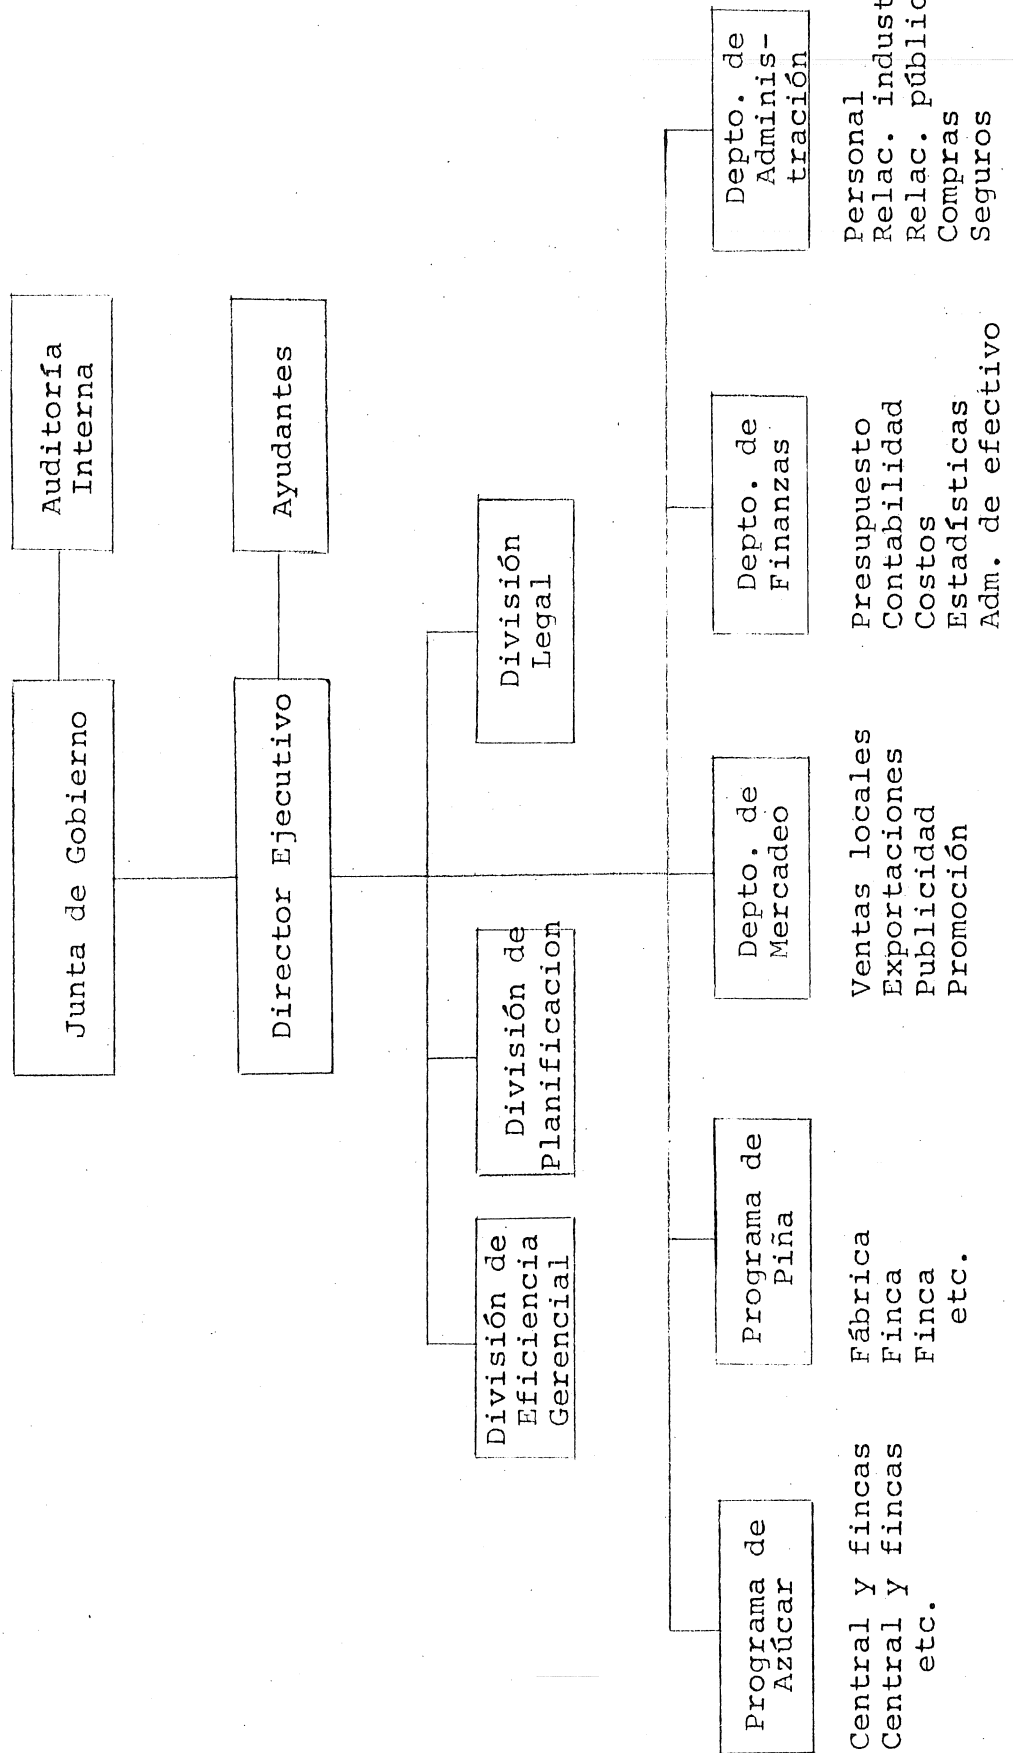 Junta de Gobierno
Auditoría
Interna
Director Ejecutivo
Ayudantes
División de
Eficiencia
Gerencial
División de
Planificacion
División
Legal
Programa de
Azúcar
Programa de
Piña
Depto. de
Mercadeo
Depto. de
Finanzas
Depto. de
Adminis-
tración
Central y fincas
Central y fincas
etc.
Fábrica
Finca
Finca
etc.
Ventas locales
Exportaciones
Publicidad
Promoción
Presupuesto
Contabilidad
Costos
Estadísticas
Adm. de efectivo
Personal
Relac. indust
Relac. públic
Compras
Seguros